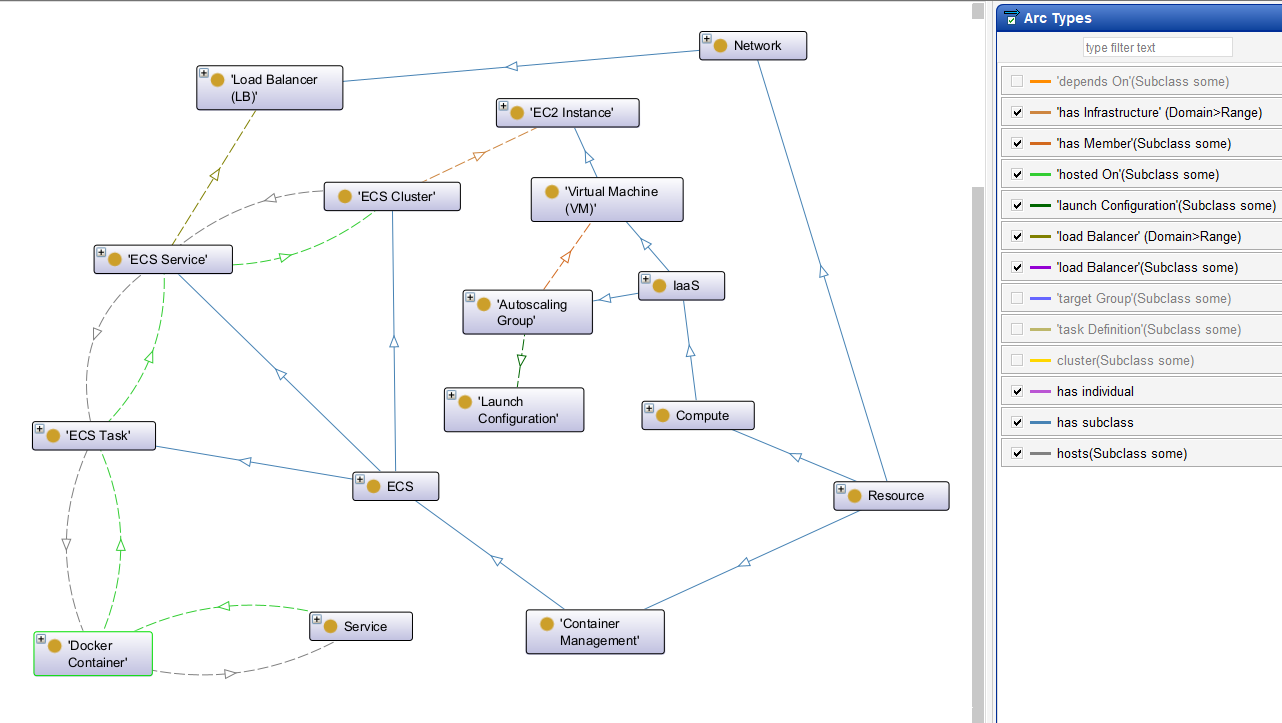 Network
'Load Balancer
(LB)'
'EC2 Instance'
'ECS Cluster'
'Virtual Machine
(VM)'
'ECS Service'
IaaS
'Autoscaling
Group'
'Launch
Configuration'
Compute
'ECS Task'
ECS
Resource
'Container
Management'
Service
'Docker
Container'
Arc Types
type filter text
'depends On'(Subclass some)
'has Infrastructure' (Domain>Range)
'has Member'(Subclass some)
'hosted On'(Subclass some)
'launch Configuration'(Subclass some)
'load Balancer' (Domain>Range)
'load Balancer'(Subclass some)
'target Group'(Subclass some)
'task Definition'(Subclass some)
cluster(Subclass some)
has individual
has subclass
hosts(Subclass some)